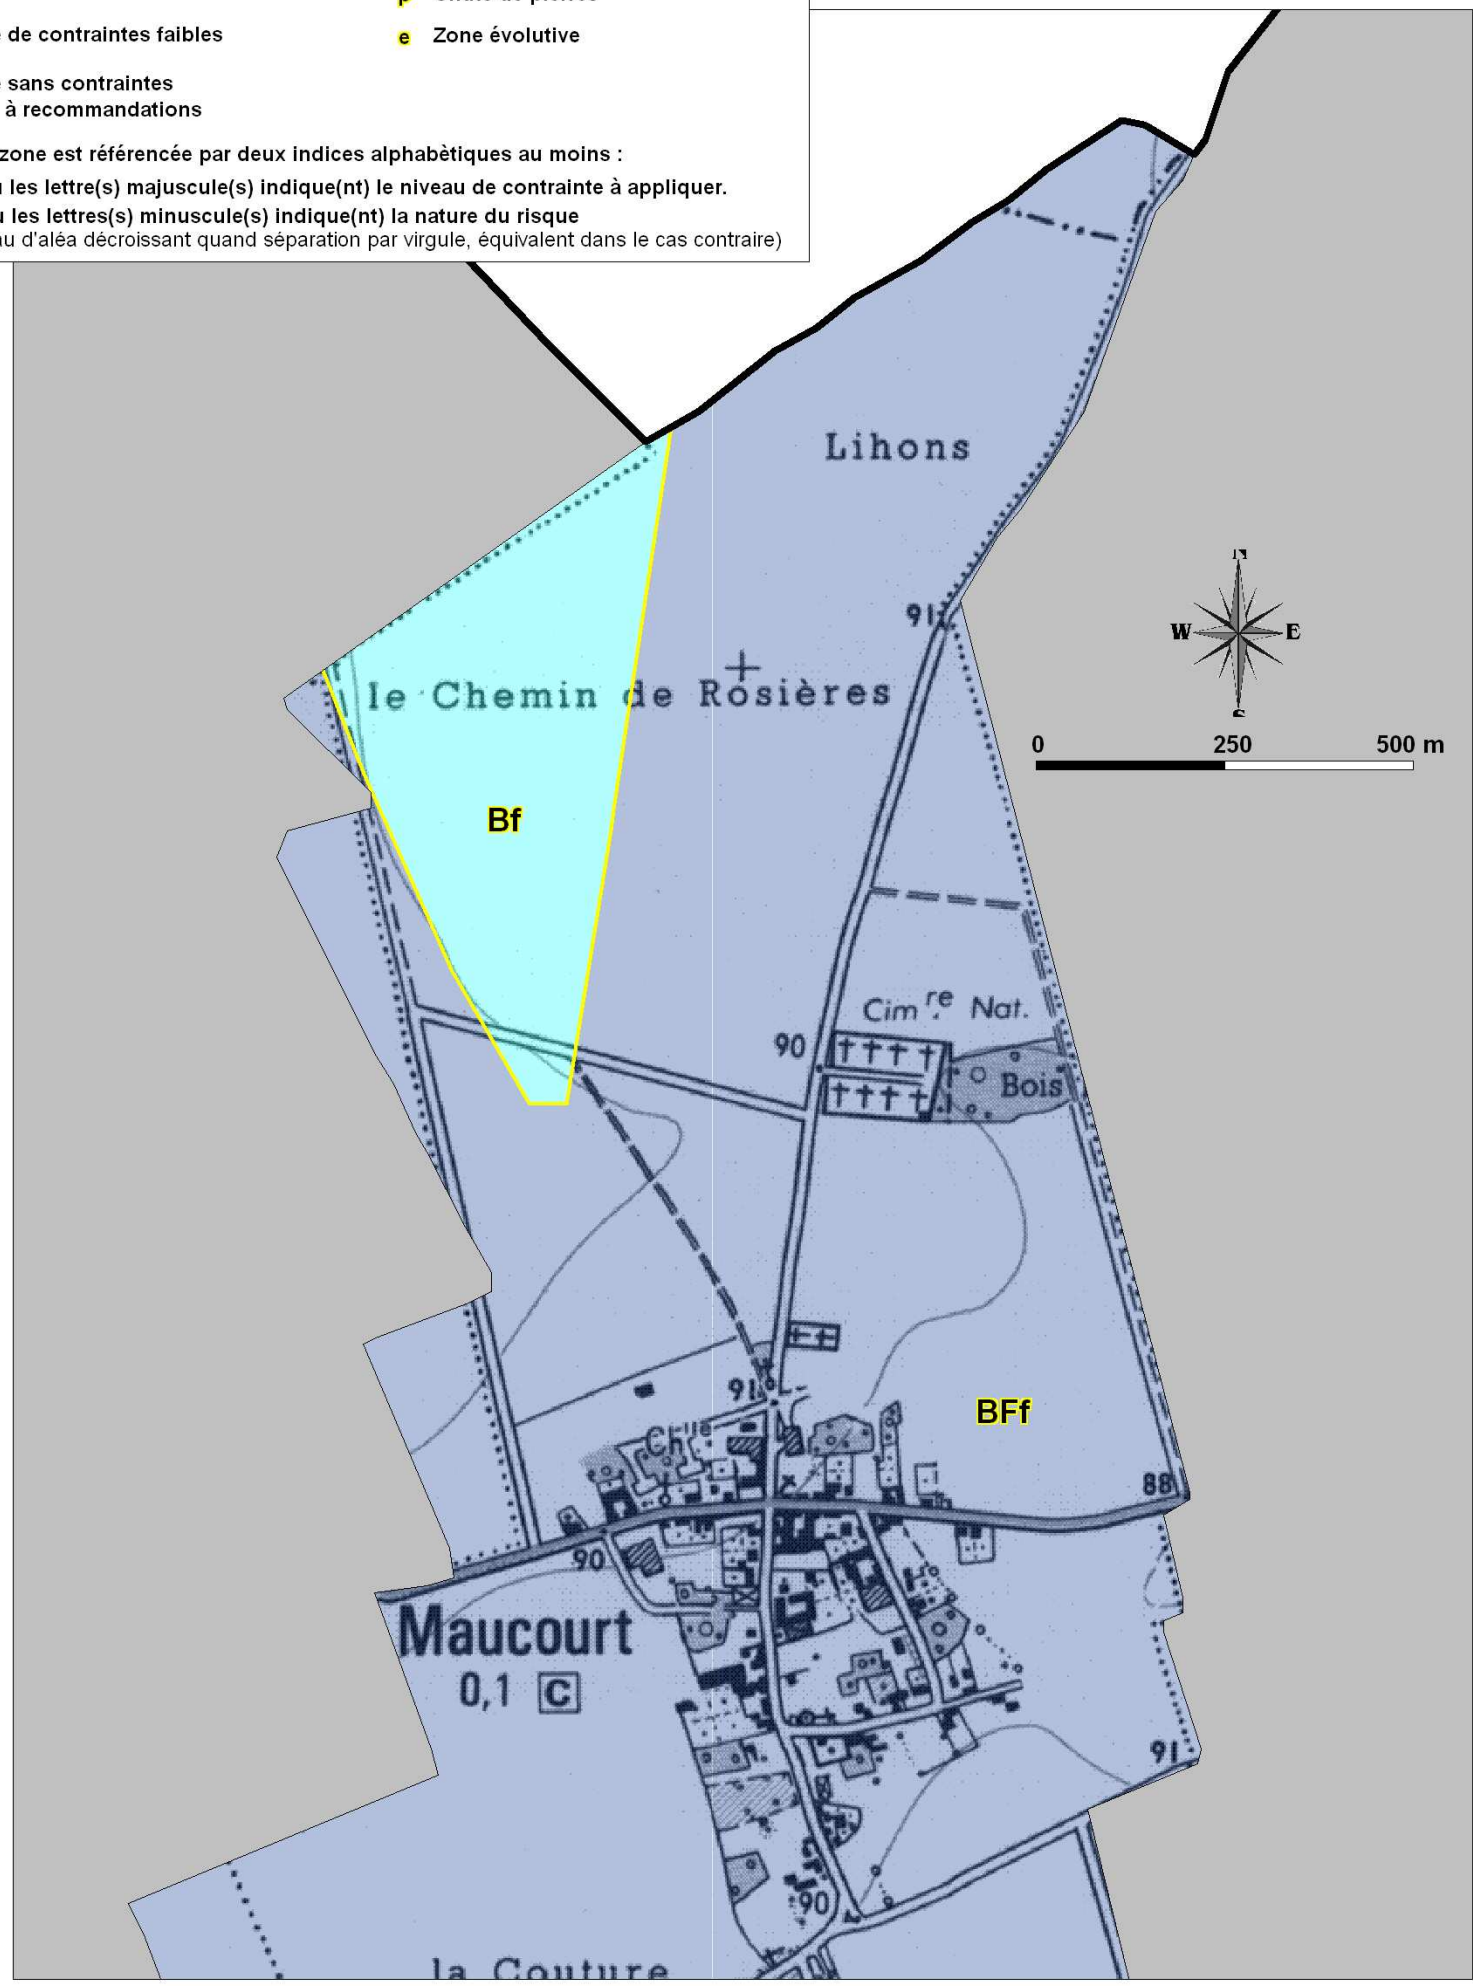 de contraintes faibles
e Zone évolutive
sans contraintes
à recommandations
zone est référencée par deux indices alphabètiques au moins :
les lettre(s) majuscule(s) indique(nt) le niveau de contrainte à appliquer.
les lettres(s) minuscule(s) indique(nt) la nature du risque
d'aléa décroissant quand séparation par virgule, équivalent dans le cas contraire)
Lihons
N
W E
S
91
le Chemin de Rosières
0 250 500 m
Bf
Cim.re Nat.
90
Bois
91
BFf
88
90
Maucourt
0,1 C
91
90
la Couture